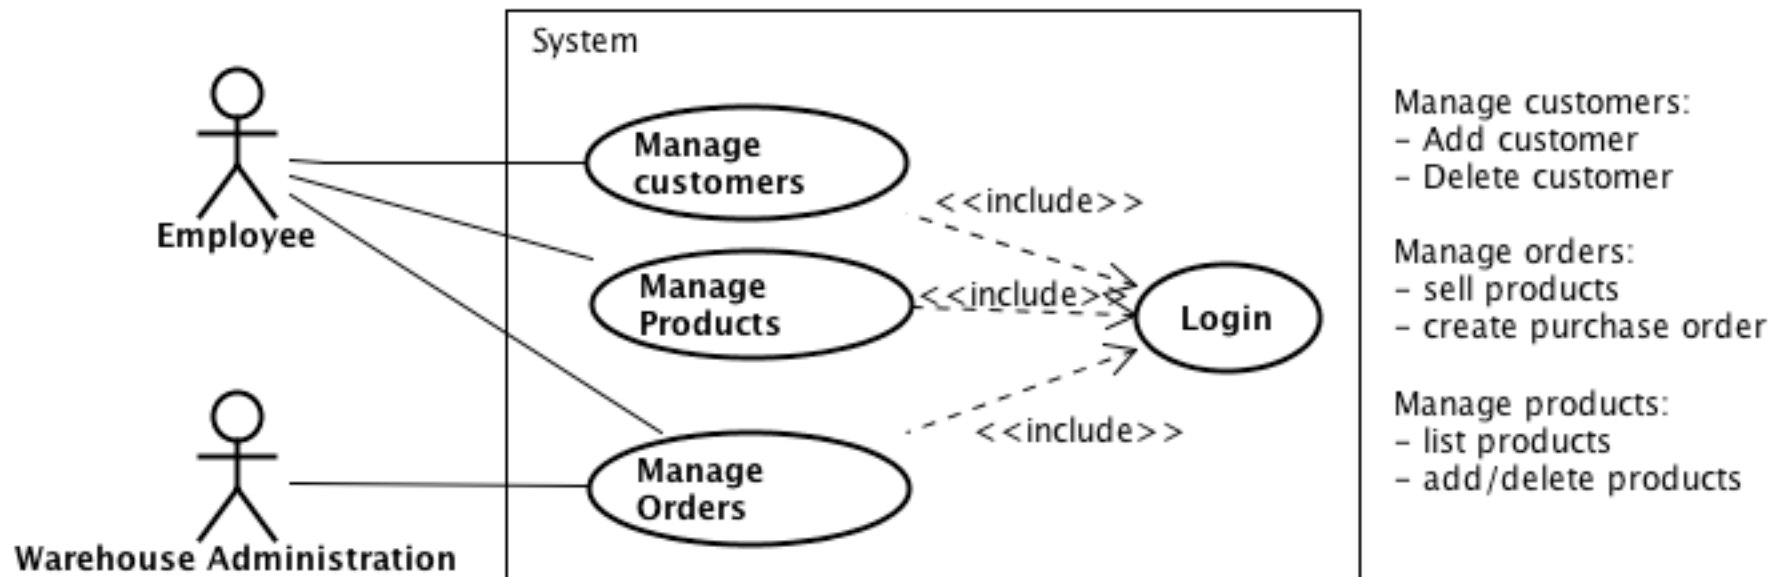 System
Manage
customers
<<include>>
Employee
Manage
Products
<<include>>
Login
Manage
Orders
<<include>>
Warehouse Administration
Manage customers:
- Add customer
- Delete customer
Manage orders:
- sell products
- create purchase order
Manage products:
- list products
- add/delete products